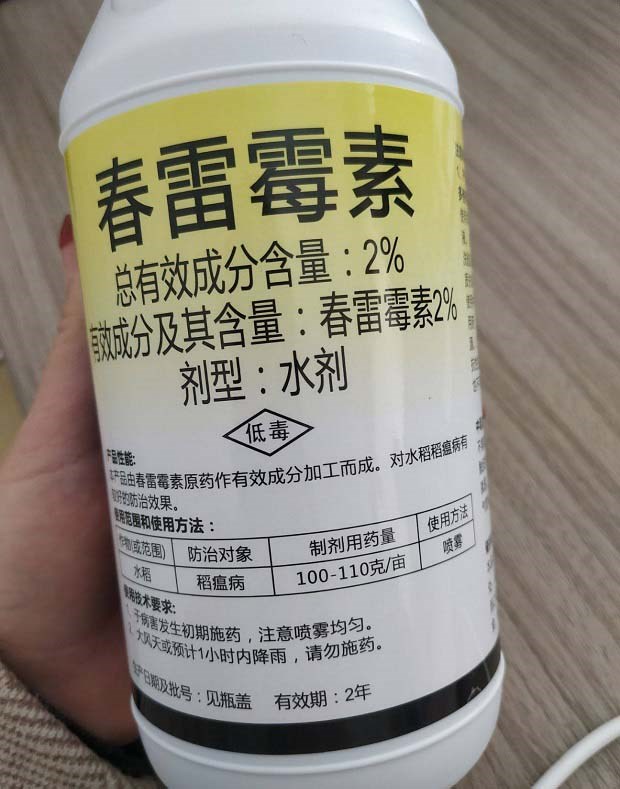 春雷霉素
总有效成分含量：2%
有效成分及其含量：春雷霉素2%
剂型：水剂
低毒
产品性能:
本产品由春雷霉素原药作有效成分加工而成。对水稻稻瘟病有
较好的防治效果。
使用范围和使用方法：
作物(或范围) 防治对象 制剂用药量 使用方法
水稻 稻瘟病 100-110克/亩 喷雾
使用技术要求:
1、于病害发生初期施药，注意喷雾均匀。
2、大风天或预计1小时内降雨，请勿施药。
生产日期及批号：见瓶盖 有效期：2年